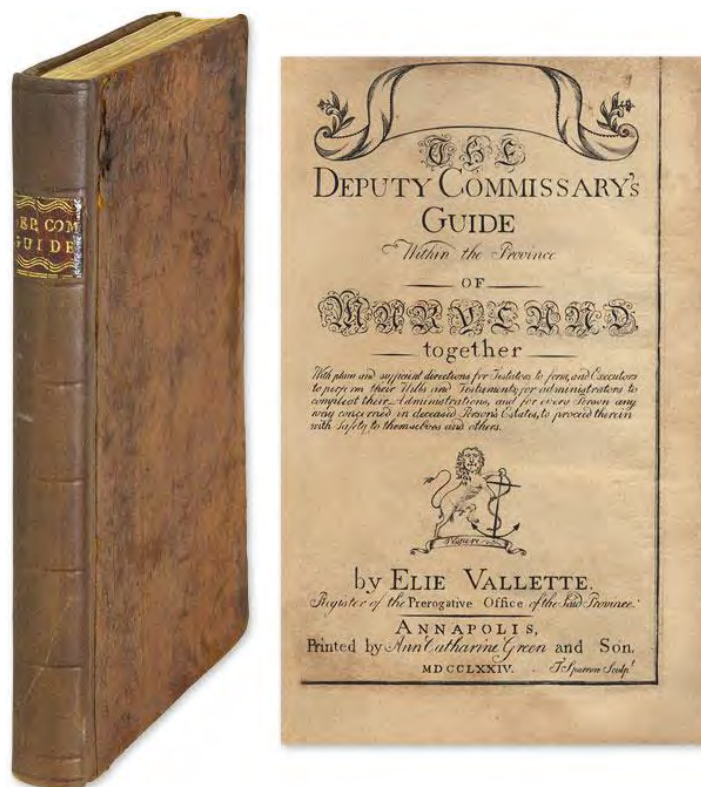 DEP. COM
GUIDE
THE
DEPUTY COMMISSARY'S
GUIDE
Within the Province
OF
MARYLAND
together
With plain and sufficient directions for Testators to form, and Executors
to perform their Wills and Testaments; for administrators to
compleat their Administrations, and for every Person any
way concerned in deceased Person's Estates, to proceed therein
with Safety to themselves and others.
by ELIE VALLETTE.
Register of the Prerogative Office of the said Province.
ANNAPOLIS,
Printed by Ann Catharine Green and Son.
MDCCLXXIV. T. Sparrow Sculpt